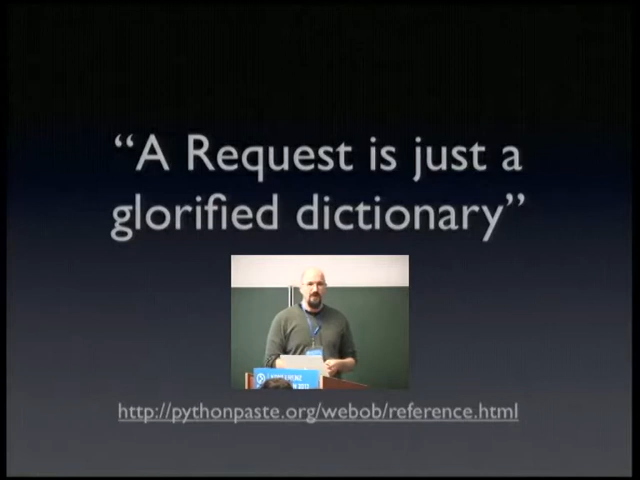 “A Request is just a
glorified dictionary”
http://pythonpaste.org/webob/reference.html